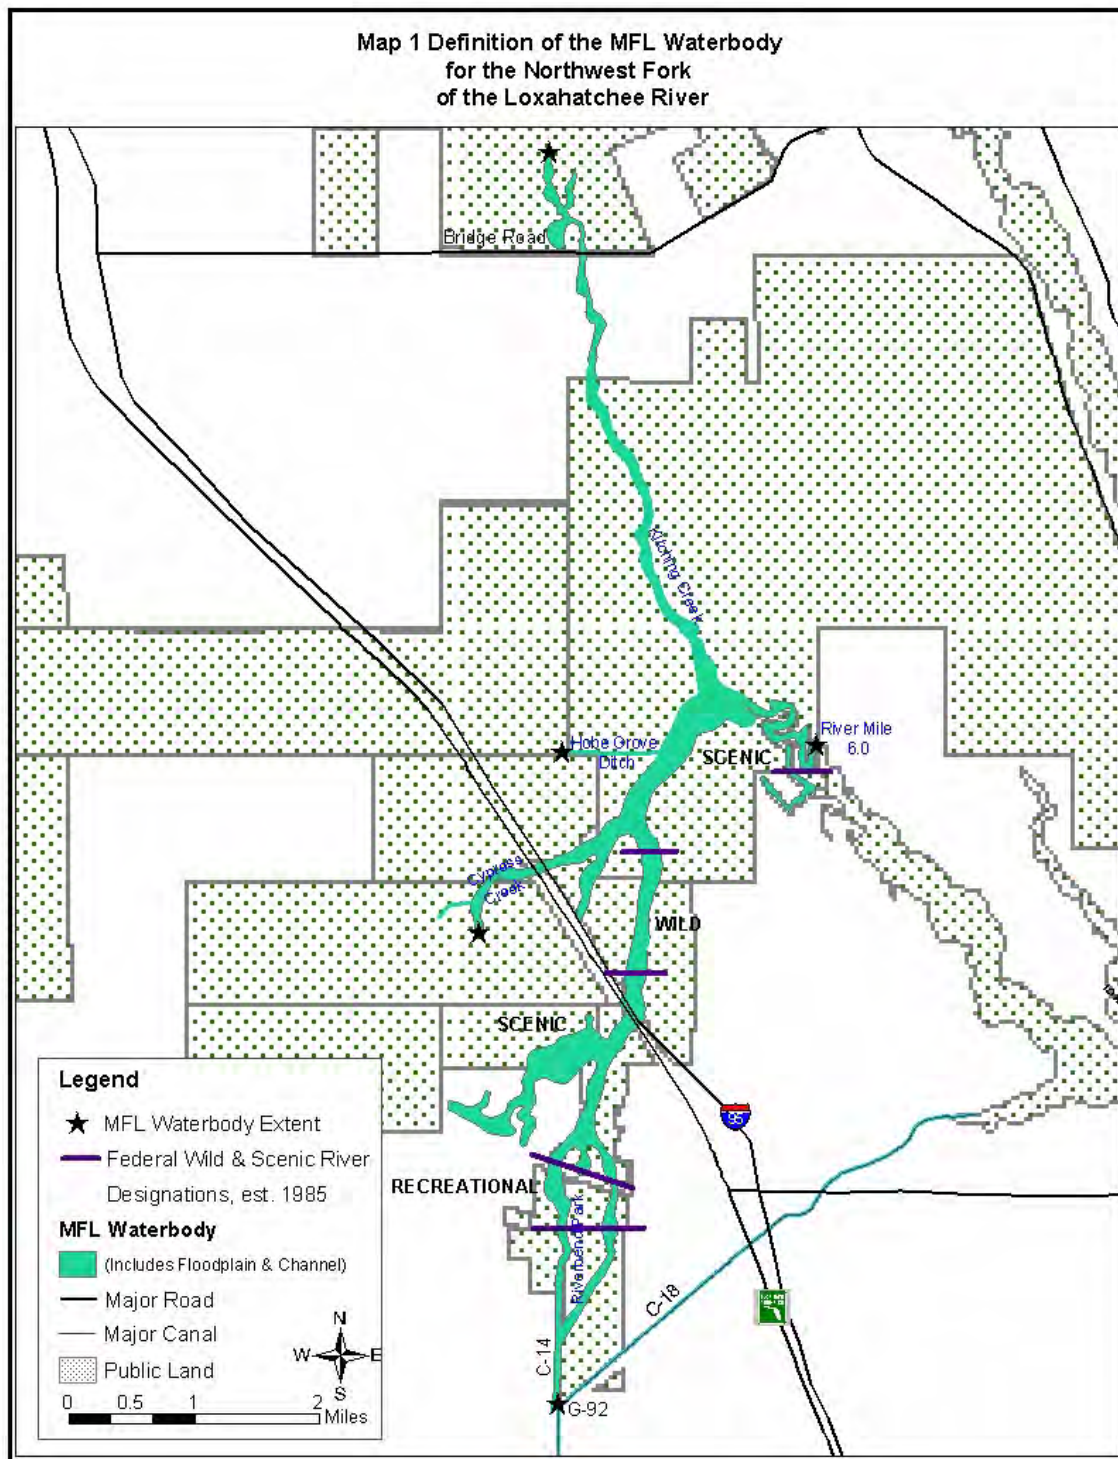 Map 1 Definition of the MFL Waterbody
for the Northwest Fork
of the Loxahatchee River
Bridge Road
Kitching Creek
River Mile
6.0
Hobe Grove
Ditch
SCENIC
Cypress
Creek
WILD
SCENIC
95
RECREATIONAL
Riverbend Park
C-18
C-14
G-92
Legend
MFL Waterbody Extent
Federal Wild & Scenic River
Designations, est. 1985
MFL Waterbody
(Includes Floodplain & Channel)
Major Road
Major Canal
Public Land
N
W E
S
0 0.5 1 2
Miles